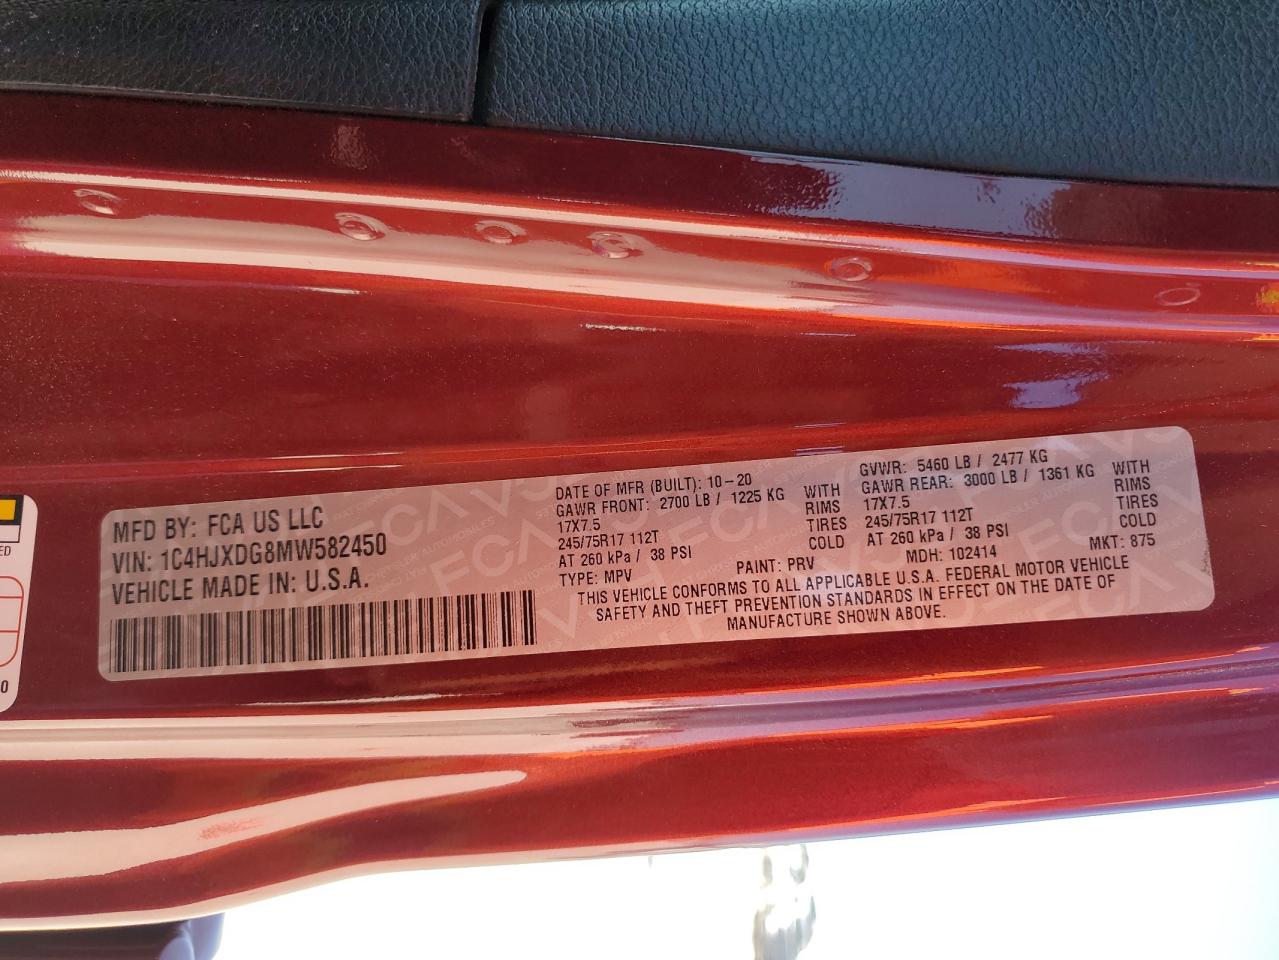 MFD BY: FCA US LLC
VIN: 1C4HJXDG8MW582450
VEHICLE MADE IN: U.S.A.
DATE OF MFR (BUILT): 10-20
GAWR FRONT: 2700 LB / 1225 KG WITH
17X7.5 RIMS
245/75R17 112T TIRES
AT 260 kPa / 38 PSI COLD
TYPE: MPV PAINT: PRV
GVWR: 5460 LB / 2477 KG
GAWR REAR: 3000 LB / 1361 KG WITH
17X7.5 RIMS
245/75R17 112T TIRES
AT 260 kPa / 38 PSI COLD
MDH: 102414 MKT: 875
THIS VEHICLE CONFORMS TO ALL APPLICABLE U.S.A. FEDERAL MOTOR VEHICLE
SAFETY AND THEFT PREVENTION STANDARDS IN EFFECT ON THE DATE OF
MANUFACTURE SHOWN ABOVE.